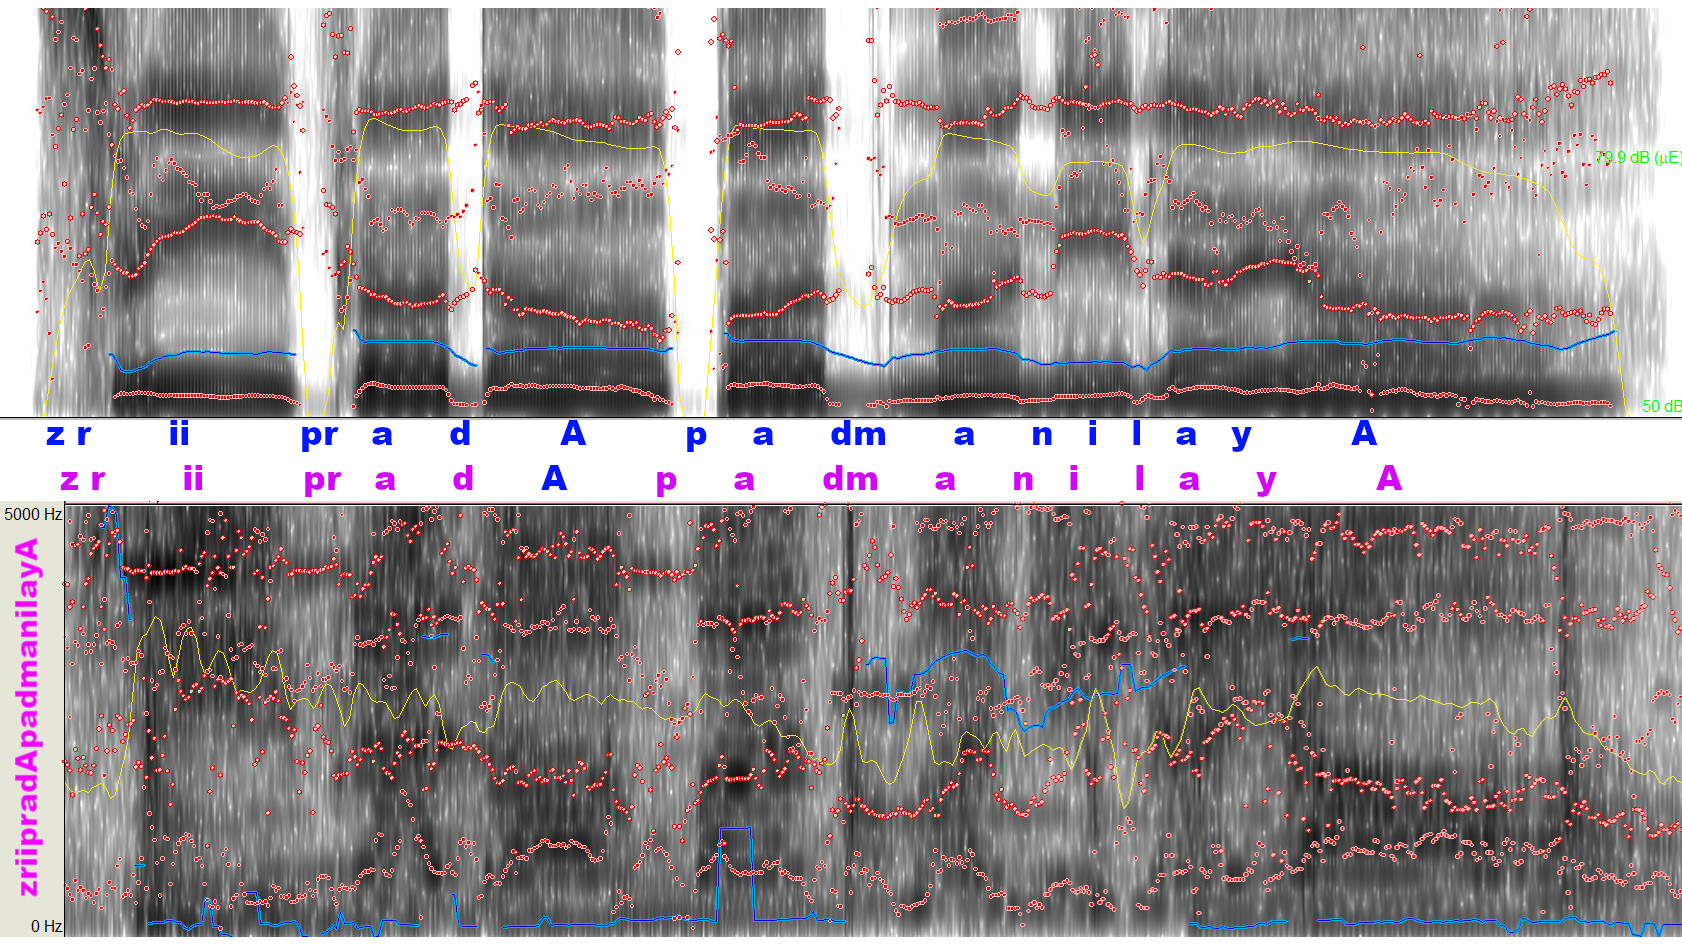 79.9 dB (µE)
50 dB
z r ii pr a d A p a dm a n i l a y A
z r ii pr a d A p a dm a n i l a y A
5000 Hz
zriipradApadmanilayA
0 Hz